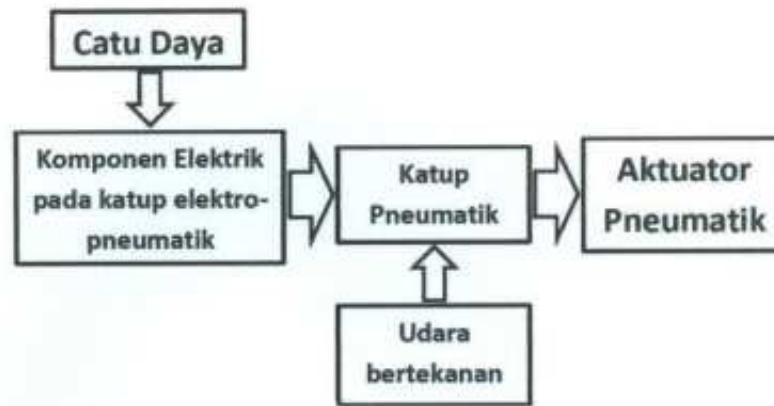 Catu Daya
Komponen Elektrik
pada katup elektro-
pneumatik
Katup
Pneumatik
Aktuator
Pneumatik
Udara
bertekanan